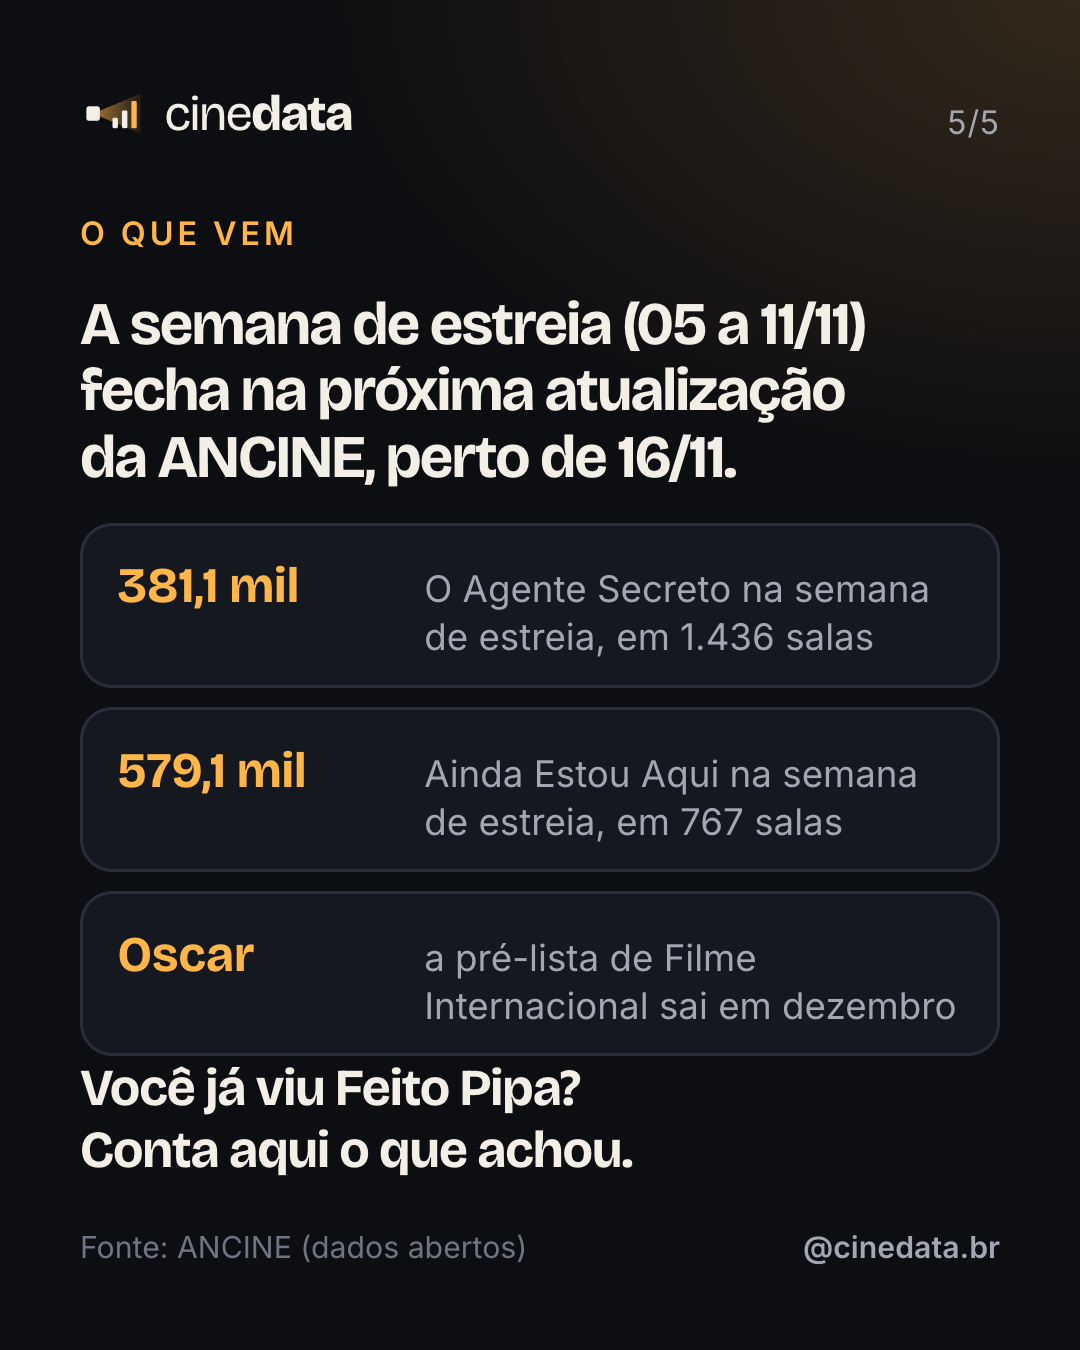 cinedata
5/5
O QUE VEM
A semana de estreia (05 a 11/11)
fecha na próxima atualização
da ANCINE, perto de 16/11.
381,1 mil
O Agente Secreto na semana
de estreia, em 1.436 salas
579,1 mil
Ainda Estou Aqui na semana
de estreia, em 767 salas
Oscar
a pré-lista de Filme
Internacional sai em dezembro
Você já viu Feito Pipa?
Conta aqui o que achou.
Fonte: ANCINE (dados abertos)
@cinedata.br